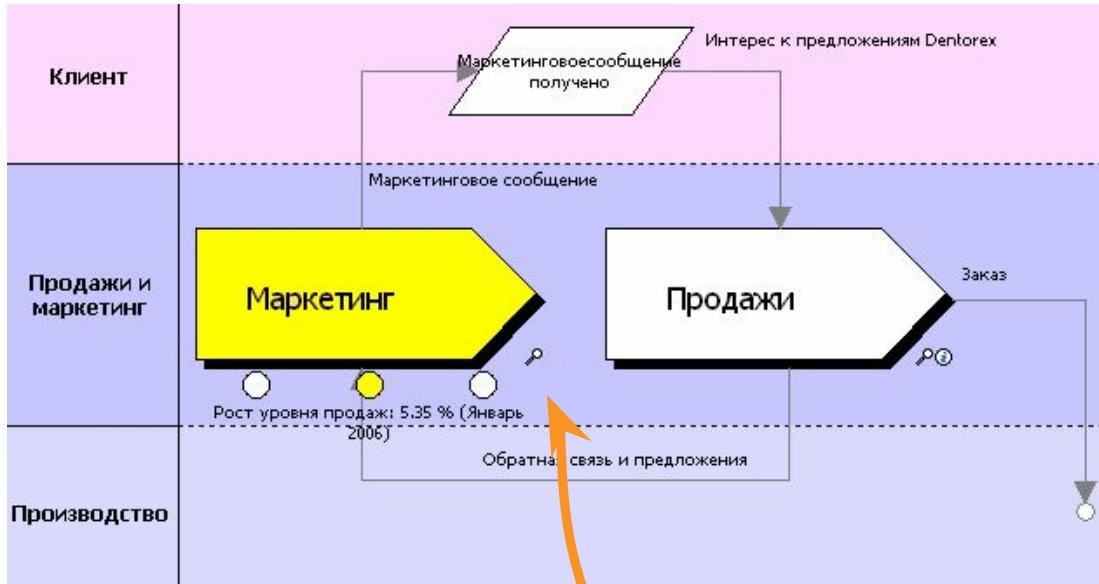 Клиент
Маркетинговоесообщение
получено
Интерес к предложениям Dentorex
Маркетинговое сообщение
Продажи и
маркетинг
Маркетинг
Продажи
Заказ
Рост уровня продаж: 5.35 % (Январь
2006)
Обратная связь и предложения
Производство